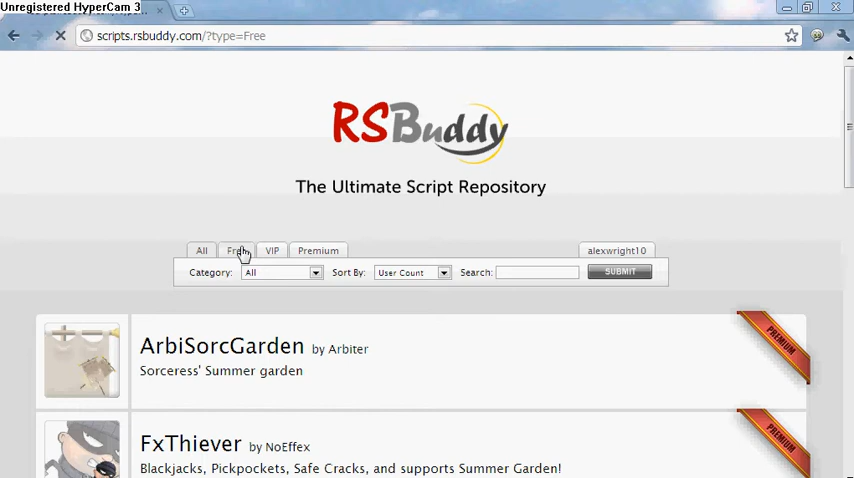 Unregistered HyperCam 3
scripts.rsbuddy.com/?type=Free
RSBuddy
The Ultimate Script Repository
All
VIP
Premium
alexwright10
Category: All Sort By: User Count Search: SUBMIT
PREMIUM
ArbiSorcGarden by Arbiter
Sorceress' Summer garden
PREMIUM
FxThiever by NoEffex
Blackjacks, Pickpockets, Safe Cracks, and supports Summer Garden!